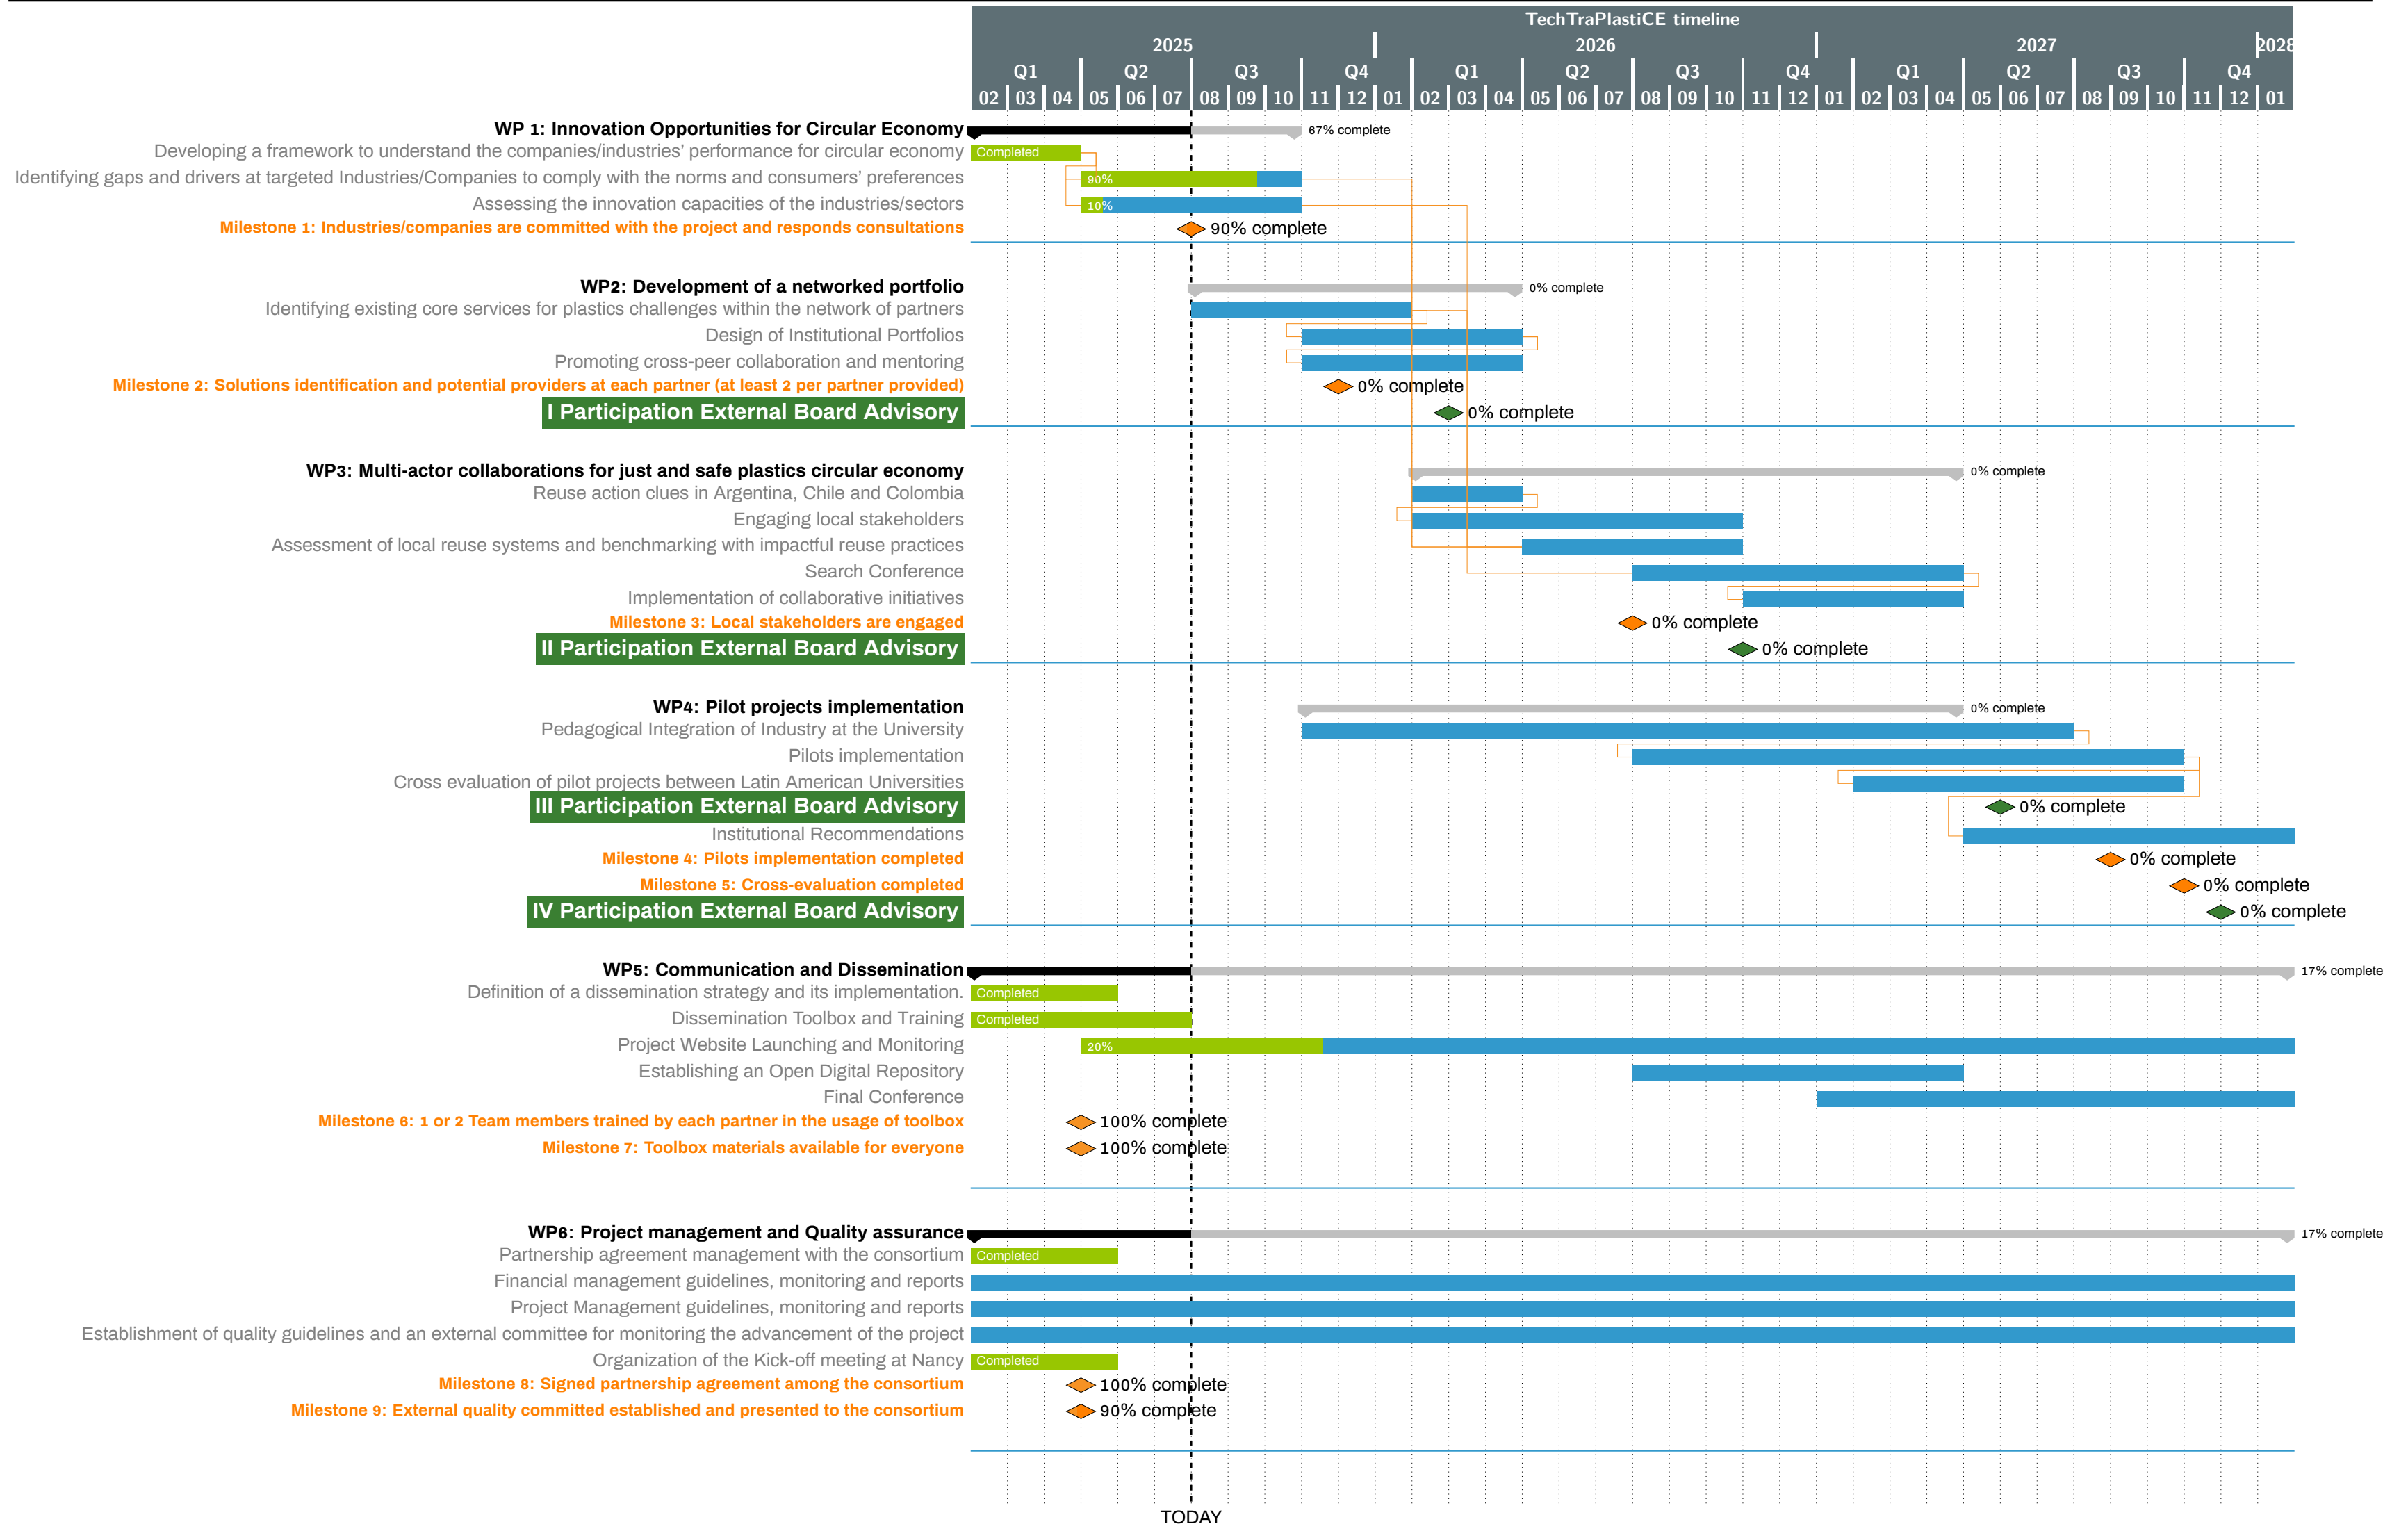 TechTraPlastiCE timeline
2025 2026 2027 2028
Q1 Q2 Q3 Q4 Q1 Q2 Q3 Q4 Q1 Q2 Q3 Q4
02 03 04 05 06 07 08 09 10 11 12 01 02 03 04 05 06 07 08 09 10 11 12 01 02 03 04 05 06 07 08 09 10 11 12 01
WP 1: Innovation Opportunities for Circular Economy 67% complete
Developing a framework to understand the companies/industries’ performance for circular economy Completed
Identifying gaps and drivers at targeted Industries/Companies to comply with the norms and consumers’ preferences 90%
Assessing the innovation capacities of the industries/sectors 10%
Milestone 1: Industries/companies are committed with the project and responds consultations 90% complete
WP2: Development of a networked portfolio 0% complete
Identifying existing core services for plastics challenges within the network of partners
Design of Institutional Portfolios
Promoting cross-peer collaboration and mentoring
Milestone 2: Solutions identification and potential providers at each partner (at least 2 per partner provided) 0% complete
I Participation External Board Advisory 0% complete
WP3: Multi-actor collaborations for just and safe plastics circular economy 0% complete
Reuse action clues in Argentina, Chile and Colombia
Engaging local stakeholders
Assessment of local reuse systems and benchmarking with impactful reuse practices
Search Conference
Implementation of collaborative initiatives
Milestone 3: Local stakeholders are engaged 0% complete
II Participation External Board Advisory 0% complete
WP4: Pilot projects implementation 0% complete
Pedagogical Integration of Industry at the University
Pilots implementation
Cross evaluation of pilot projects between Latin American Universities
III Participation External Board Advisory 0% complete
Institutional Recommendations
Milestone 4: Pilots implementation completed 0% complete
Milestone 5: Cross-evaluation completed 0% complete
IV Participation External Board Advisory 0% complete
WP5: Communication and Dissemination 17% complete
Definition of a dissemination strategy and its implementation. Completed
Dissemination Toolbox and Training Completed
Project Website Launching and Monitoring 20%
Establishing an Open Digital Repository
Final Conference
Milestone 6: 1 or 2 Team members trained by each partner in the usage of toolbox 100% complete
Milestone 7: Toolbox materials available for everyone 100% complete
WP6: Project management and Quality assurance 17% complete
Partnership agreement management with the consortium Completed
Financial management guidelines, monitoring and reports
Project Management guidelines, monitoring and reports
Establishment of quality guidelines and an external committee for monitoring the advancement of the project
Organization of the Kick-off meeting at Nancy Completed
Milestone 8: Signed partnership agreement among the consortium 100% complete
Milestone 9: External quality committed established and presented to the consortium 90% complete
TODAY